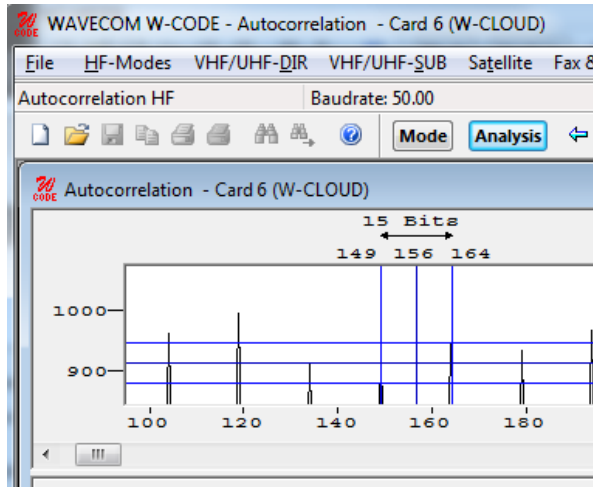 WAVECOM W-CODE - Autocorrelation - Card 6 (W-CLOUD)
File HF-Modes VHF/UHF-DIR VHF/UHF-SUB Satellite Fax &
Autocorrelation HF Baudrate: 50.00
Mode Analysis
W CODE Autocorrelation - Card 6 (W-CLOUD)
15 Bits
149 156 164
1000
900
100 120 140 160 180